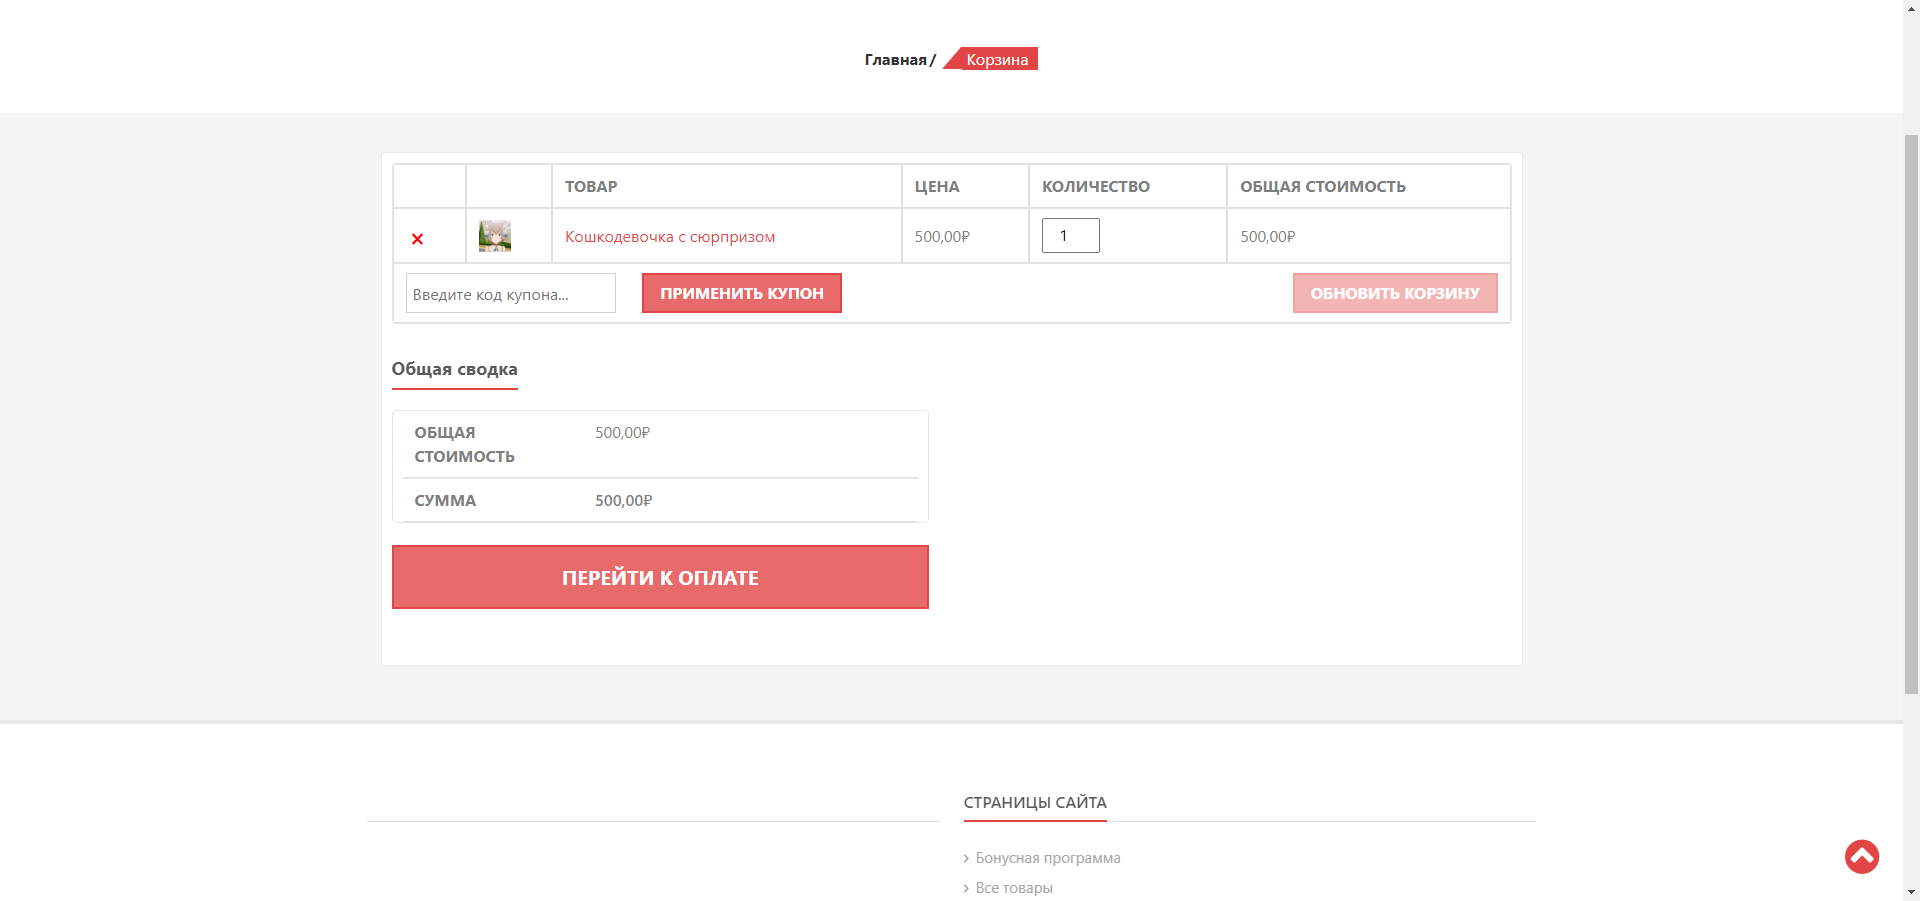 Главная / Корзина
ТОВАР ЦЕНА КОЛИЧЕСТВО ОБЩАЯ СТОИМОСТЬ
× Кошкодевочка с сюрпризом 500,00₽ 1 500,00₽
Введите код купона... ПРИМЕНИТЬ КУПОН ОБНОВИТЬ КОРЗИНУ
Общая сводка
ОБЩАЯ СТОИМОСТЬ 500,00₽
СУММА 500,00₽
ПЕРЕЙТИ К ОПЛАТЕ
СТРАНИЦЫ САЙТА
Бонусная программа
Все товары